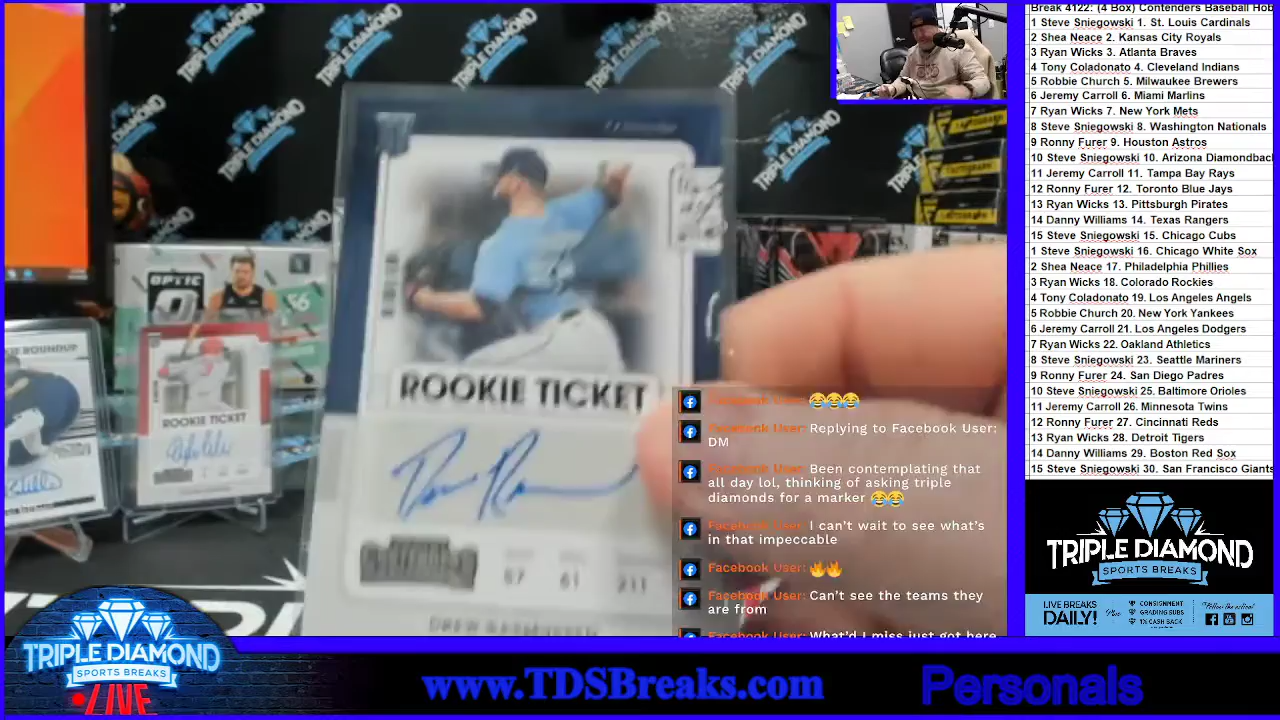 Break 4122: (4 Box) Contenders Baseball Hob
1 Steve Sniegowski 1. St. Louis Cardinals
2 Shea Neace 2. Kansas City Royals
3 Ryan Wicks 3. Atlanta Braves
4 Tony Coladonato 4. Cleveland Indians
5 Robbie Church 5. Milwaukee Brewers
6 Jeremy Carroll 6. Miami Marlins
7 Ryan Wicks 7. New York Mets
8 Steve Sniegowski 8. Washington Nationals
9 Ronny Furer 9. Houston Astros
10 Steve Sniegowski 10. Arizona Diamondback
11 Jeremy Carroll 11. Tampa Bay Rays
12 Ronny Furer 12. Toronto Blue Jays
13 Ryan Wicks 13. Pittsburgh Pirates
14 Danny Williams 14. Texas Rangers
15 Steve Sniegowski 15. Chicago Cubs
1 Steve Sniegowski 16. Chicago White Sox
2 Shea Neace 17. Philadelphia Phillies
3 Ryan Wicks 18. Colorado Rockies
4 Tony Coladonato 19. Los Angeles Angels
5 Robbie Church 20. New York Yankees
6 Jeremy Carroll 21. Los Angeles Dodgers
7 Ryan Wicks 22. Oakland Athletics
8 Steve Sniegowski 23. Seattle Mariners
9 Ronny Furer 24. San Diego Padres
10 Steve Sniegowski 25. Baltimore Orioles
11 Jeremy Carroll 26. Minnesota Twins
12 Ronny Furer 27. Cincinnati Reds
13 Ryan Wicks 28. Detroit Tigers
14 Danny Williams 29. Boston Red Sox
15 Steve Sniegowski 30. San Francisco Giants
TRIPLE DIAMOND
SPORTS BREAKS
LIVE BREAKS
DAILY!
Plus
CONSIGNMENT
GRADING SUBS
1% CASH BACK
Follow the action!
OPTIC
ROUNDUP
ROOKIE TICKET
ROOKIE TICKET
57 61 211
DREW RASMUSSEN
Facebook User: 😂😂😂
Facebook User: Replying to Facebook User:
DM
Facebook User: Been contemplating that
all day lol, thinking of asking triple
diamonds for a marker 😂😂
Facebook User: I can't wait to see what's
in that impeccable
Facebook User: 🔥🔥
Facebook User: Can't see the teams they
are from
Facebook User: What'd I miss just got here
TRIPLE DIAMOND
SPORTS BREAKS
LIVE
www.TDSBreaks.com
Personals